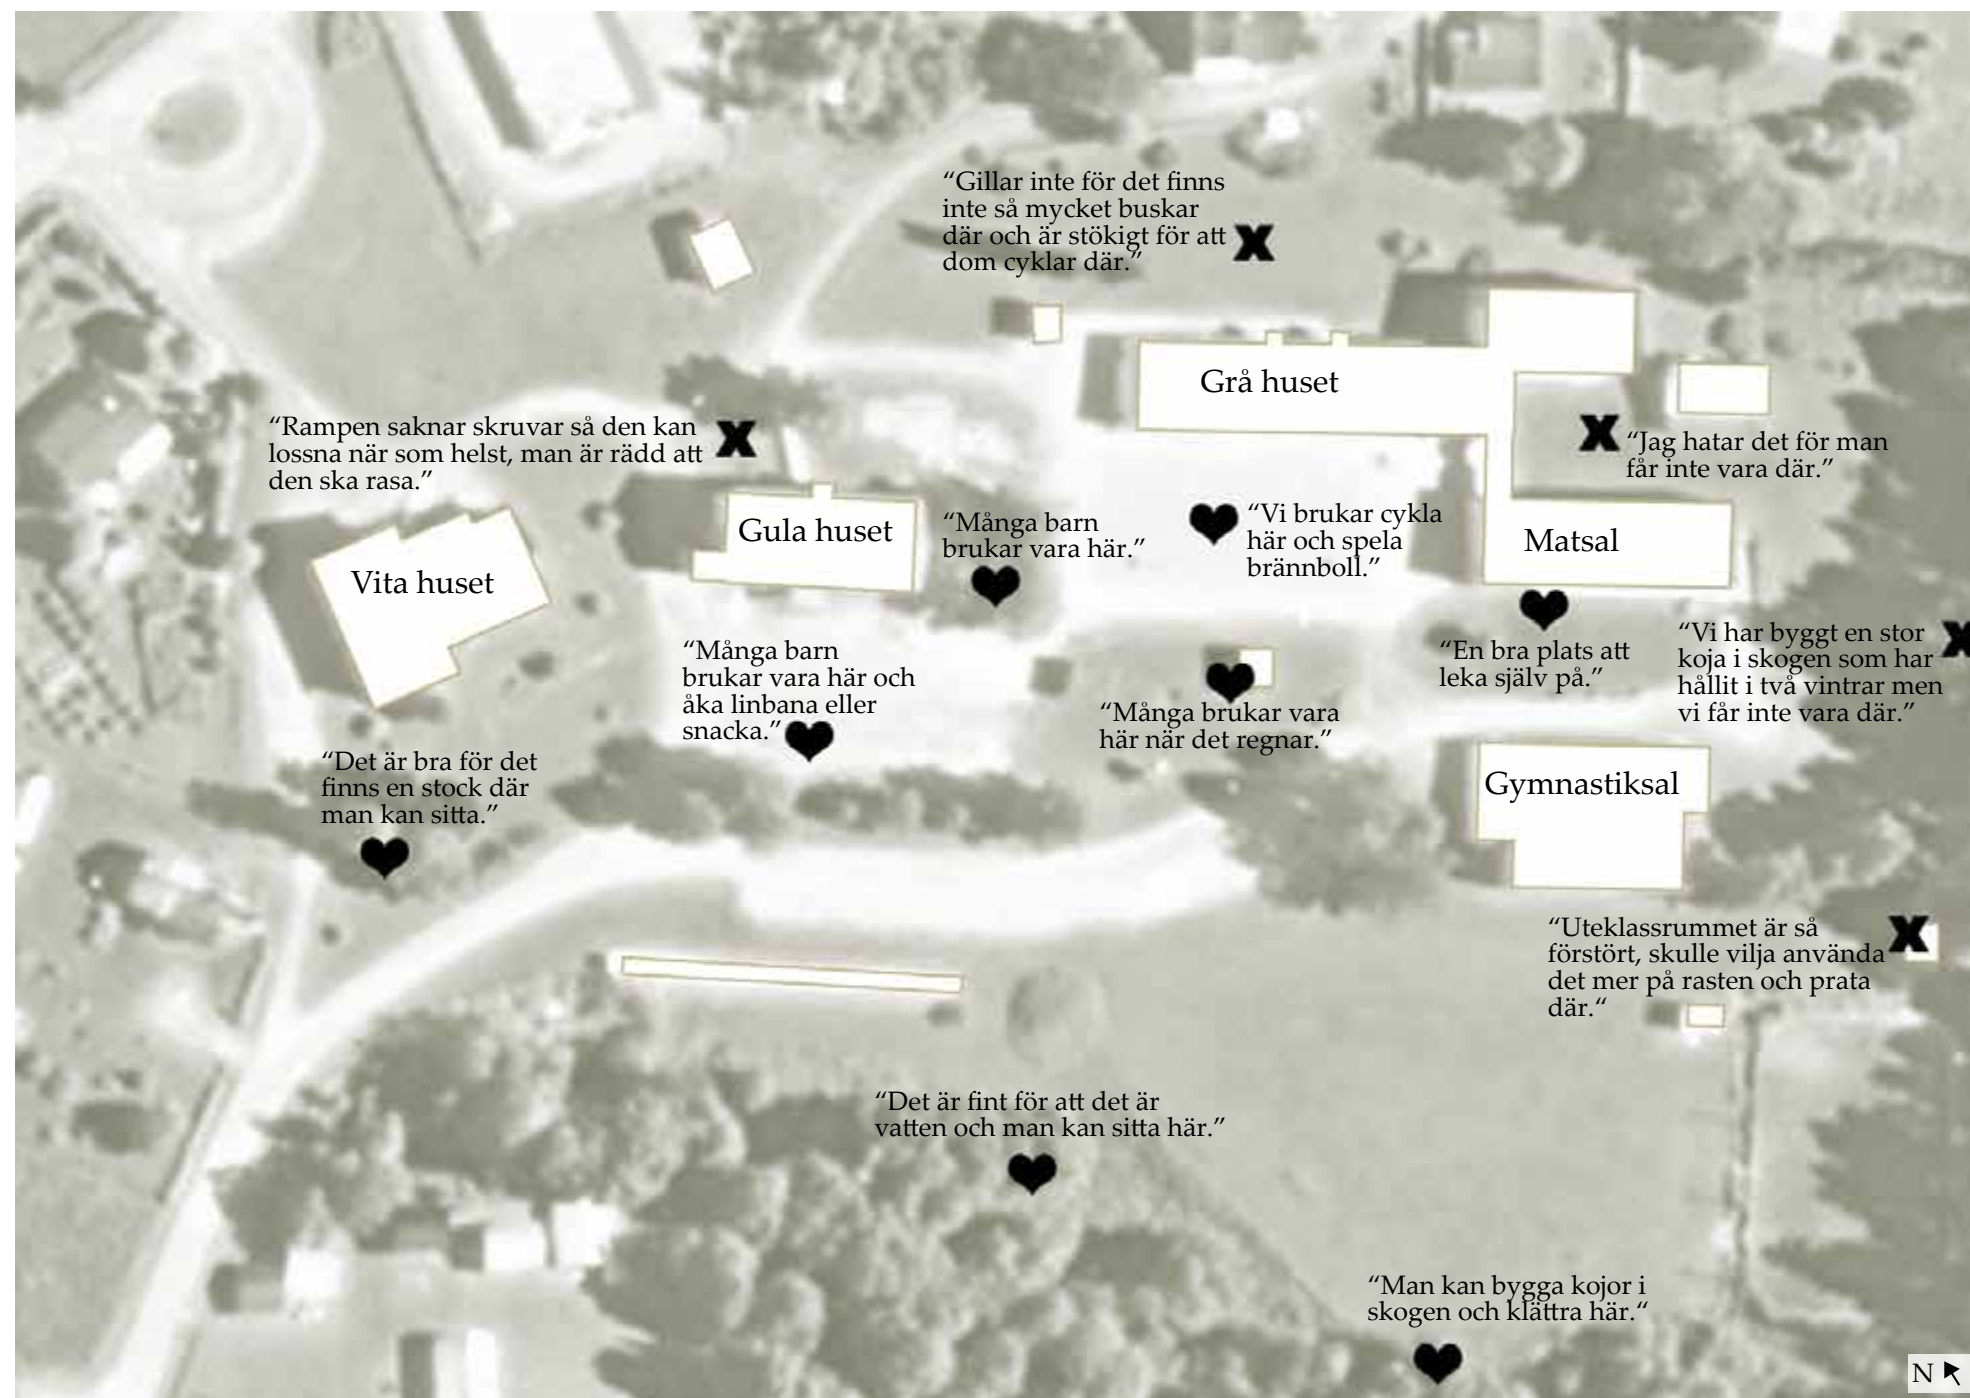 “Gillar inte för det finns
inte så mycket buskar
där och är stökigt för att
dom cyklar där.”
Grå huset
“Rampen saknar skruvar så den kan
lossna när som helst, man är rädd att
den ska rasa.”
“Jag hatar det för man
får inte vara där.”
Vita huset
Gula huset
“Många barn
brukar vara här.”
“Vi brukar cykla
här och spela
brännboll.”
Matsal
“Många barn
brukar vara här och
åka linbana eller
snacka.”
“Många brukar vara
här när det regnar.”
“En bra plats att
leka själv på.”
“Vi har byggt en stor
koja i skogen som har
hållit i två vintrar men
vi får inte vara där.”
“Det är bra för det
finns en stock där
man kan sitta.”
Gymnastiksal
“Uteklassrummet är så
förstört, skulle vilja använda
det mer på rasten och prata
där.“
“Det är fint för att det är
vatten och man kan sitta här.”
“Man kan bygga kojor i
skogen och klättra här.“
N